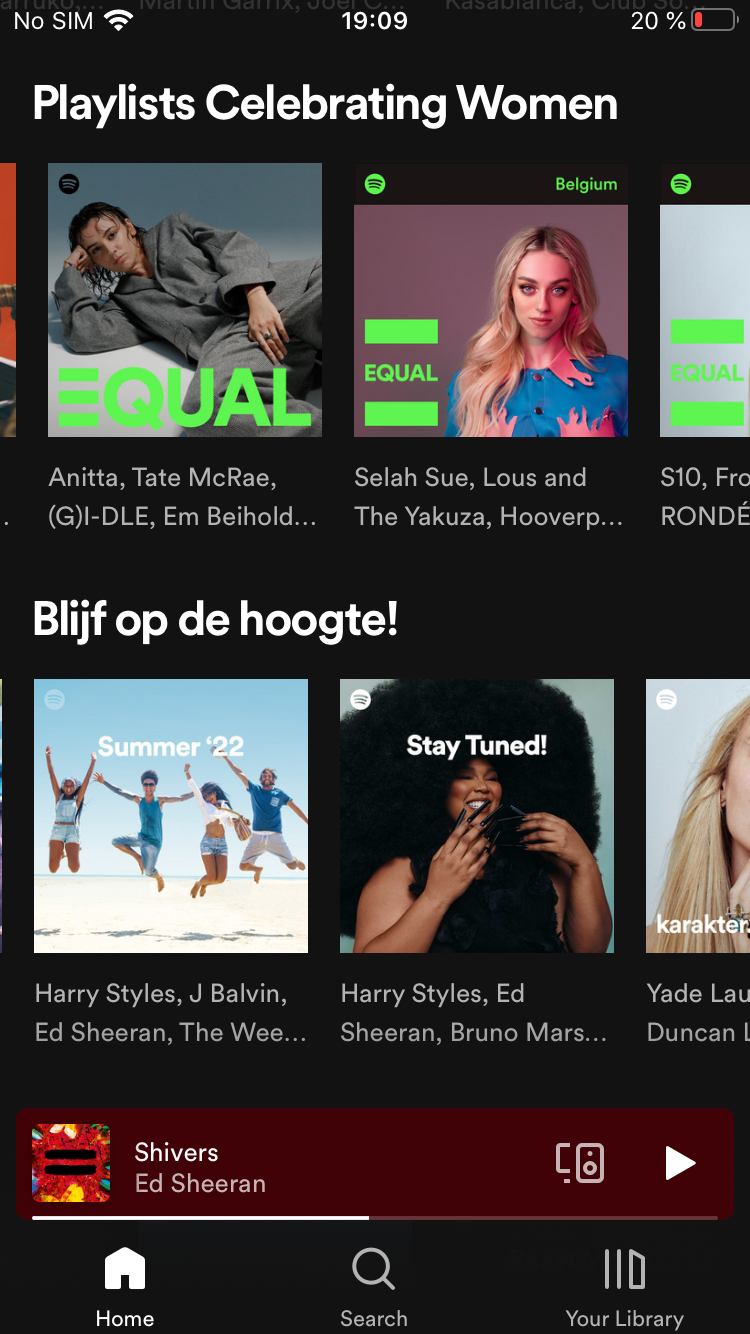 No SIM 19:09 20 %
Playlists Celebrating Women
Belgium
EQUAL
EQUAL
EQUAL
Anitta, Tate McRae,
(G)I-DLE, Em Beihold...
Selah Sue, Lous and
The Yakuza, Hooverp...
S10, Fro
RONDÉ
Blijf op de hoogte!
Summer ‘22
Stay Tuned!
karakter.
Harry Styles, J Balvin,
Ed Sheeran, The Wee...
Harry Styles, Ed
Sheeran, Bruno Mars...
Yade Lau
Duncan L
Shivers
Ed Sheeran
Home
Search
Your Library